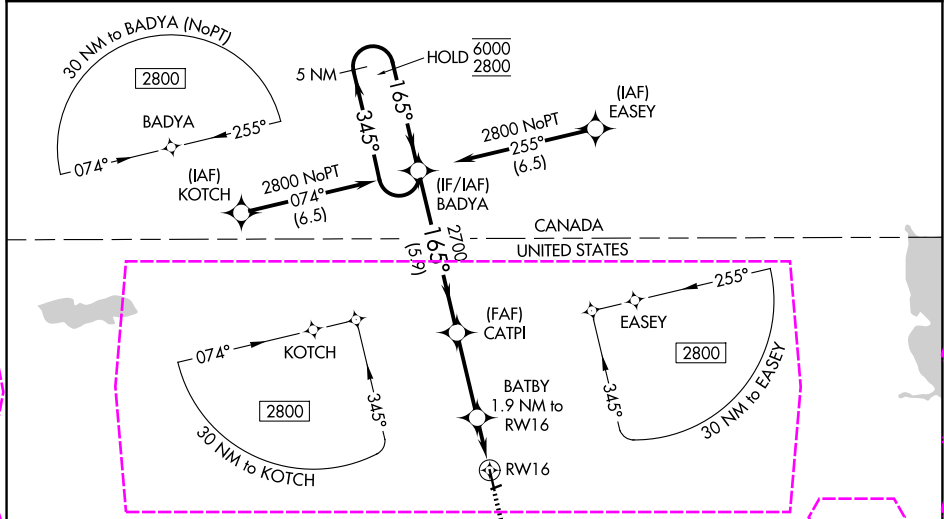 30 NM to BADYA (NoPT)
2800
BADYA
074°
255°
5 NM
HOLD
6000
2800
165°
345°
(IAF)
EASEY
2800 NoPT
255°
(6.5)
(IAF)
KOTCH
2800 NoPT
074°
(6.5)
(IF/IAF)
BADYA
2700
165°
(5.9)
CANADA
UNITED STATES
074°
KOTCH
2800
345°
30 NM to KOTCH
(FAF)
CATPI
255°
EASEY
2800
345°
30 NM to EASEY
BATBY
1.9 NM to
RW16
RW16